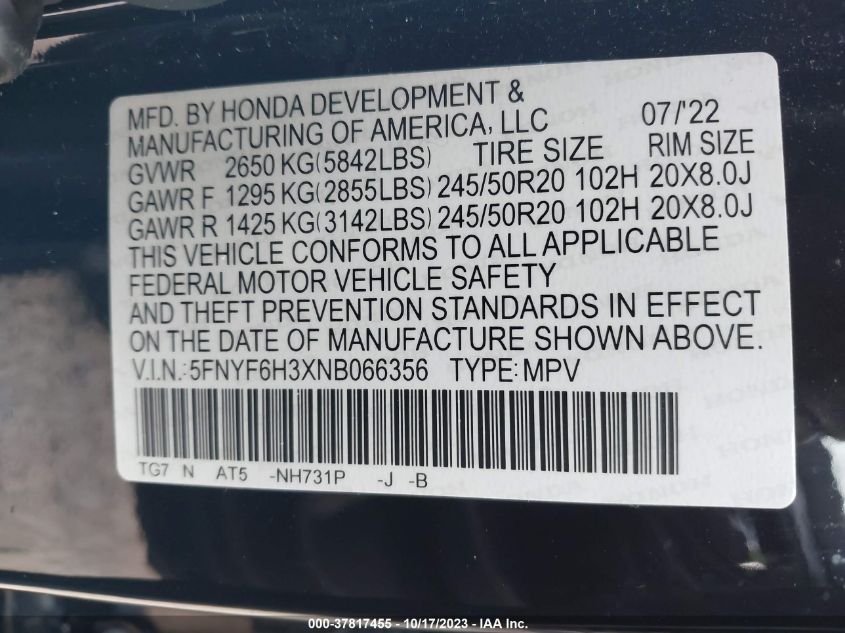 MFD. BY HONDA DEVELOPMENT &
MANUFACTURING OF AMERICA, LLC 07/'22
GVWR 2650 KG(5842LBS) TIRE SIZE RIM SIZE
GAWR F 1295 KG(2855LBS) 245/50R20 102H 20X8.0J
GAWR R 1425 KG(3142LBS) 245/50R20 102H 20X8.0J
THIS VEHICLE CONFORMS TO ALL APPLICABLE
FEDERAL MOTOR VEHICLE SAFETY
AND THEFT PREVENTION STANDARDS IN EFFECT
ON THE DATE OF MANUFACTURE SHOWN ABOVE.
V.I.N.:5FNYF6H3XNB066356 TYPE:MPV
TG7 N AT5 -NH731P -J -B
000-37817455 - 10/17/2023 - IAA Inc.